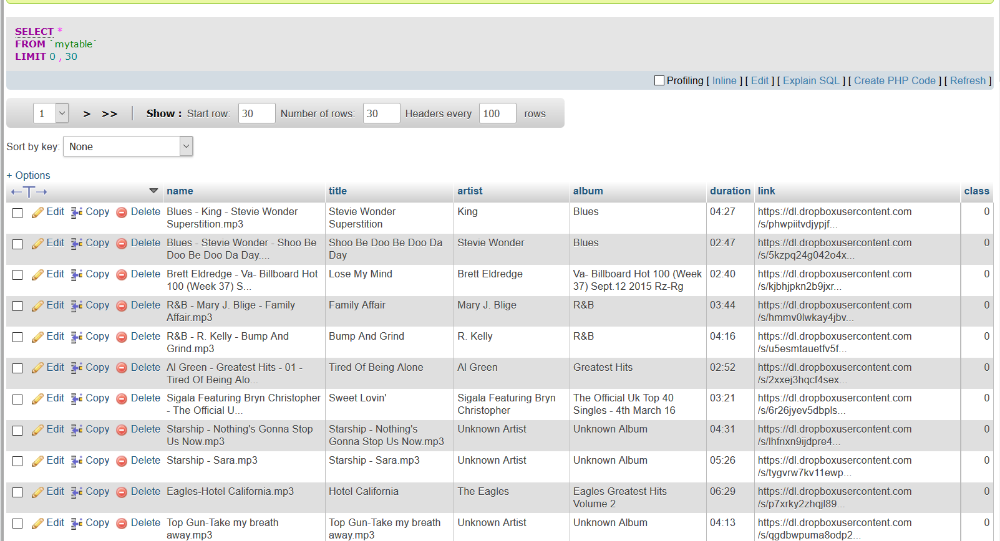 SELECT *
FROM `mytable`
LIMIT 0 , 30
Profiling [ Inline ] [ Edit ] [ Explain SQL ] [ Create PHP Code ] [ Refresh ]
1 > >> | Show : Start row: 30 Number of rows: 30 Headers every 100 rows
Sort by key: None
+ Options
←T→ name title artist album duration link class
Edit Copy Delete Blues - King - Stevie Wonder Stevie Wonder King Blues 04:27 https://dl.dropboxusercontent.com 0
Superstition.mp3 Superstition /s/phwpiitvdjypjf...
Edit Copy Delete Blues - Stevie Wonder - Shoo Be Shoo Be Doo Be Doo Da Stevie Wonder Blues 02:47 https://dl.dropboxusercontent.com 0
Doo Be Doo Da Day.... Day /s/5kzpq24g042o4x...
Edit Copy Delete Brett Eldredge - Va- Billboard Hot Lose My Mind Brett Eldredge Va- Billboard Hot 100 (Week 02:40 https://dl.dropboxusercontent.com 0
100 (Week 37) S... 37) Sept.12 2015 Rz-Rg /s/kjbhjpkn2b9jxr...
Edit Copy Delete R&B - Mary J. Blige - Family Family Affair Mary J. Blige R&B 03:44 https://dl.dropboxusercontent.com 0
Affair.mp3 /s/hmmv0lwkay4jbv...
Edit Copy Delete R&B - R. Kelly - Bump And Bump And Grind R. Kelly R&B 04:16 https://dl.dropboxusercontent.com 0
Grind.mp3 /s/u5esmtauetfv5f...
Edit Copy Delete Al Green - Greatest Hits - 01 - Tired Of Being Alone Al Green Greatest Hits 02:52 https://dl.dropboxusercontent.com 0
Tired Of Being Alo... /s/2xxej3hqcf4sex...
Edit Copy Delete Sigala Featuring Bryn Christopher Sweet Lovin' Sigala Featuring Bryn The Official Uk Top 40 03:21 https://dl.dropboxusercontent.com 0
- The Official U... Christopher Singles - 4th March 16 /s/6r26jyev5dbpls...
Edit Copy Delete Starship - Nothing's Gonna Stop Starship - Nothing's Unknown Artist Unknown Album 04:31 https://dl.dropboxusercontent.com 0
Us Now.mp3 Gonna Stop Us Now.mp3 /s/lhfnxn9ijdpre4...
Edit Copy Delete Starship - Sara.mp3 Starship - Sara.mp3 Unknown Artist Unknown Album 05:26 https://dl.dropboxusercontent.com 0
/s/tygvrw7kv11ewp...
Edit Copy Delete Eagles-Hotel California.mp3 Hotel California The Eagles Eagles Greatest Hits 06:29 https://dl.dropboxusercontent.com 0
Volume 2 /s/p7xrky2zhqjl89...
Edit Copy Delete Top Gun-Take my breath Top Gun-Take my breath Unknown Artist Unknown Album 04:13 https://dl.dropboxusercontent.com 0
away.mp3 away.mp3 /s/qgdbwpuma8odp2...